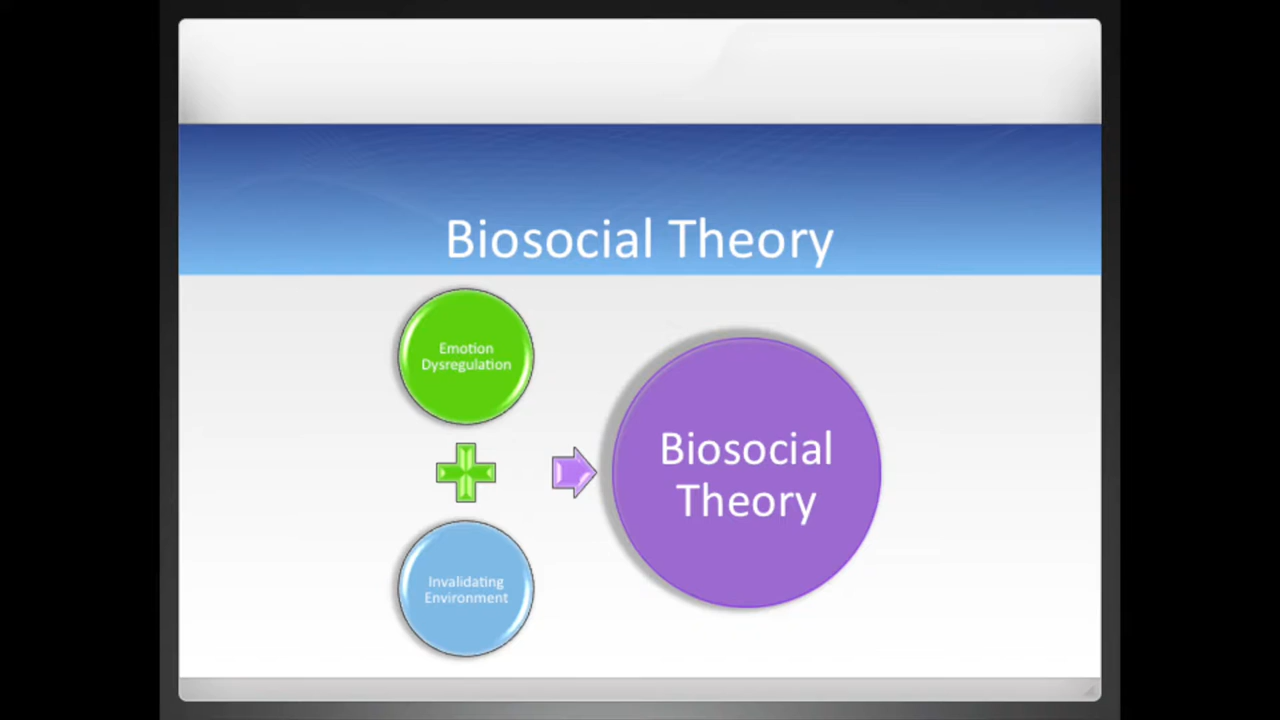 Biosocial Theory
Emotion
Dysregulation
Invalidating
Environment
Biosocial
Theory